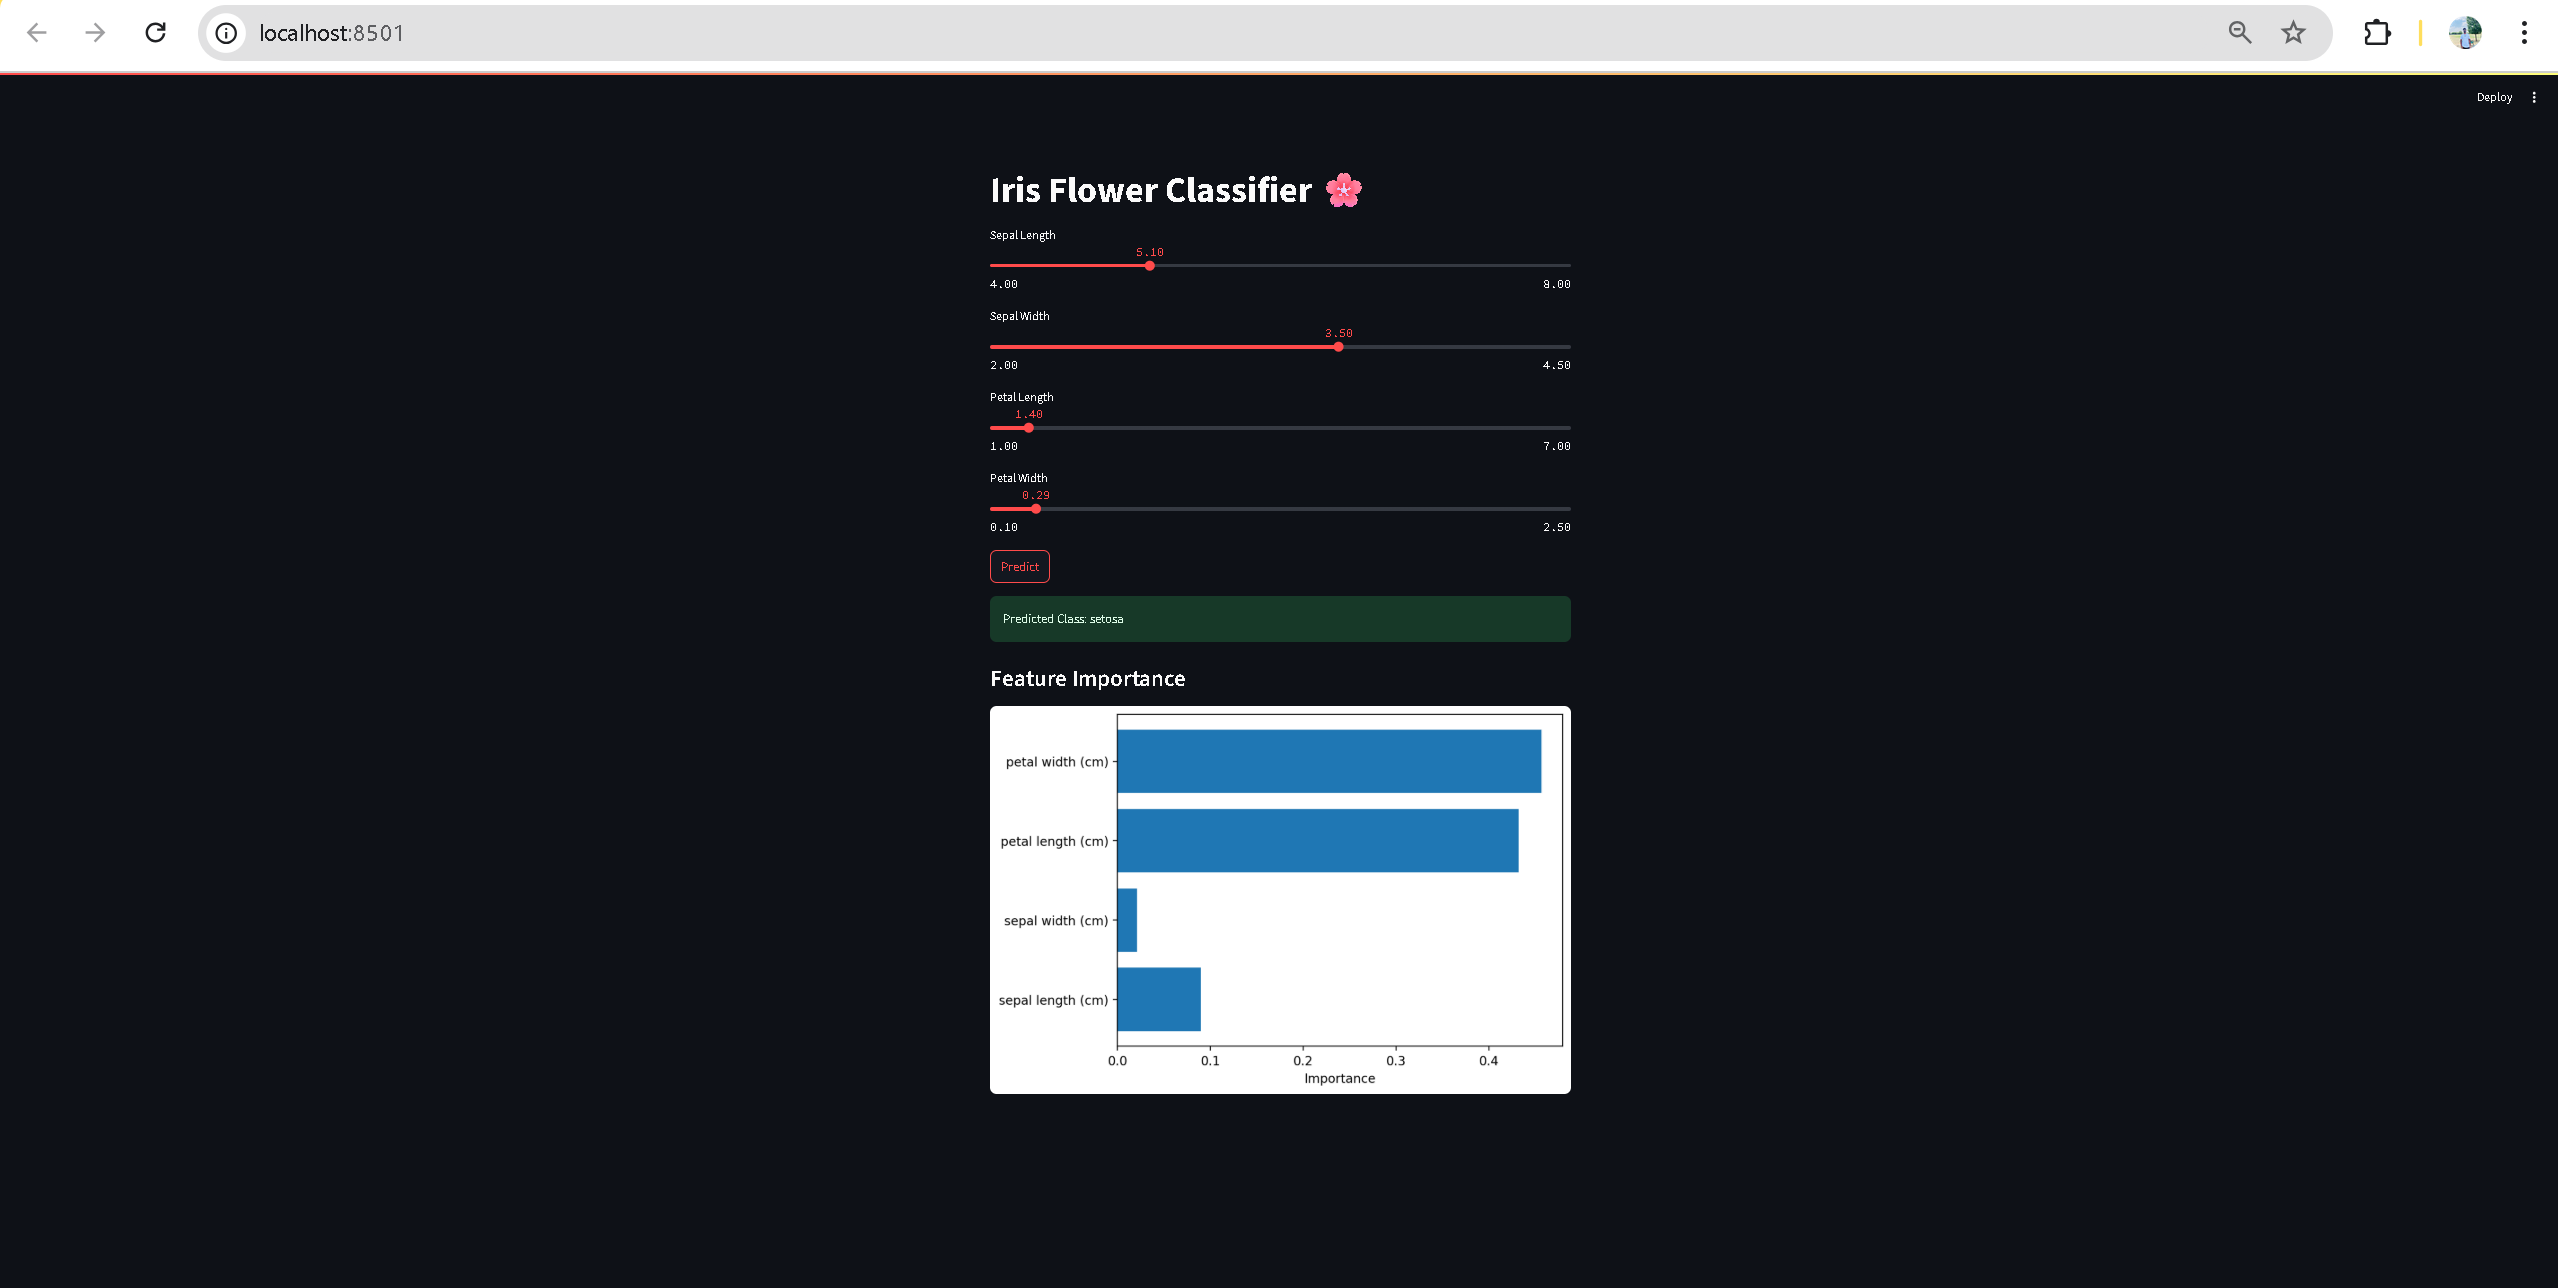 localhost:8501
Deploy
Iris Flower Classifier 🌸
Sepal Length
5.10
4.00 8.00
Sepal Width
3.50
2.00 4.50
Petal Length
1.40
1.00 7.00
Petal Width
0.29
0.10 2.50
Predict
Predicted Class: setosa
Feature Importance
petal width (cm)
petal length (cm)
sepal width (cm)
sepal length (cm)
0.0 0.1 0.2 0.3 0.4
Importance